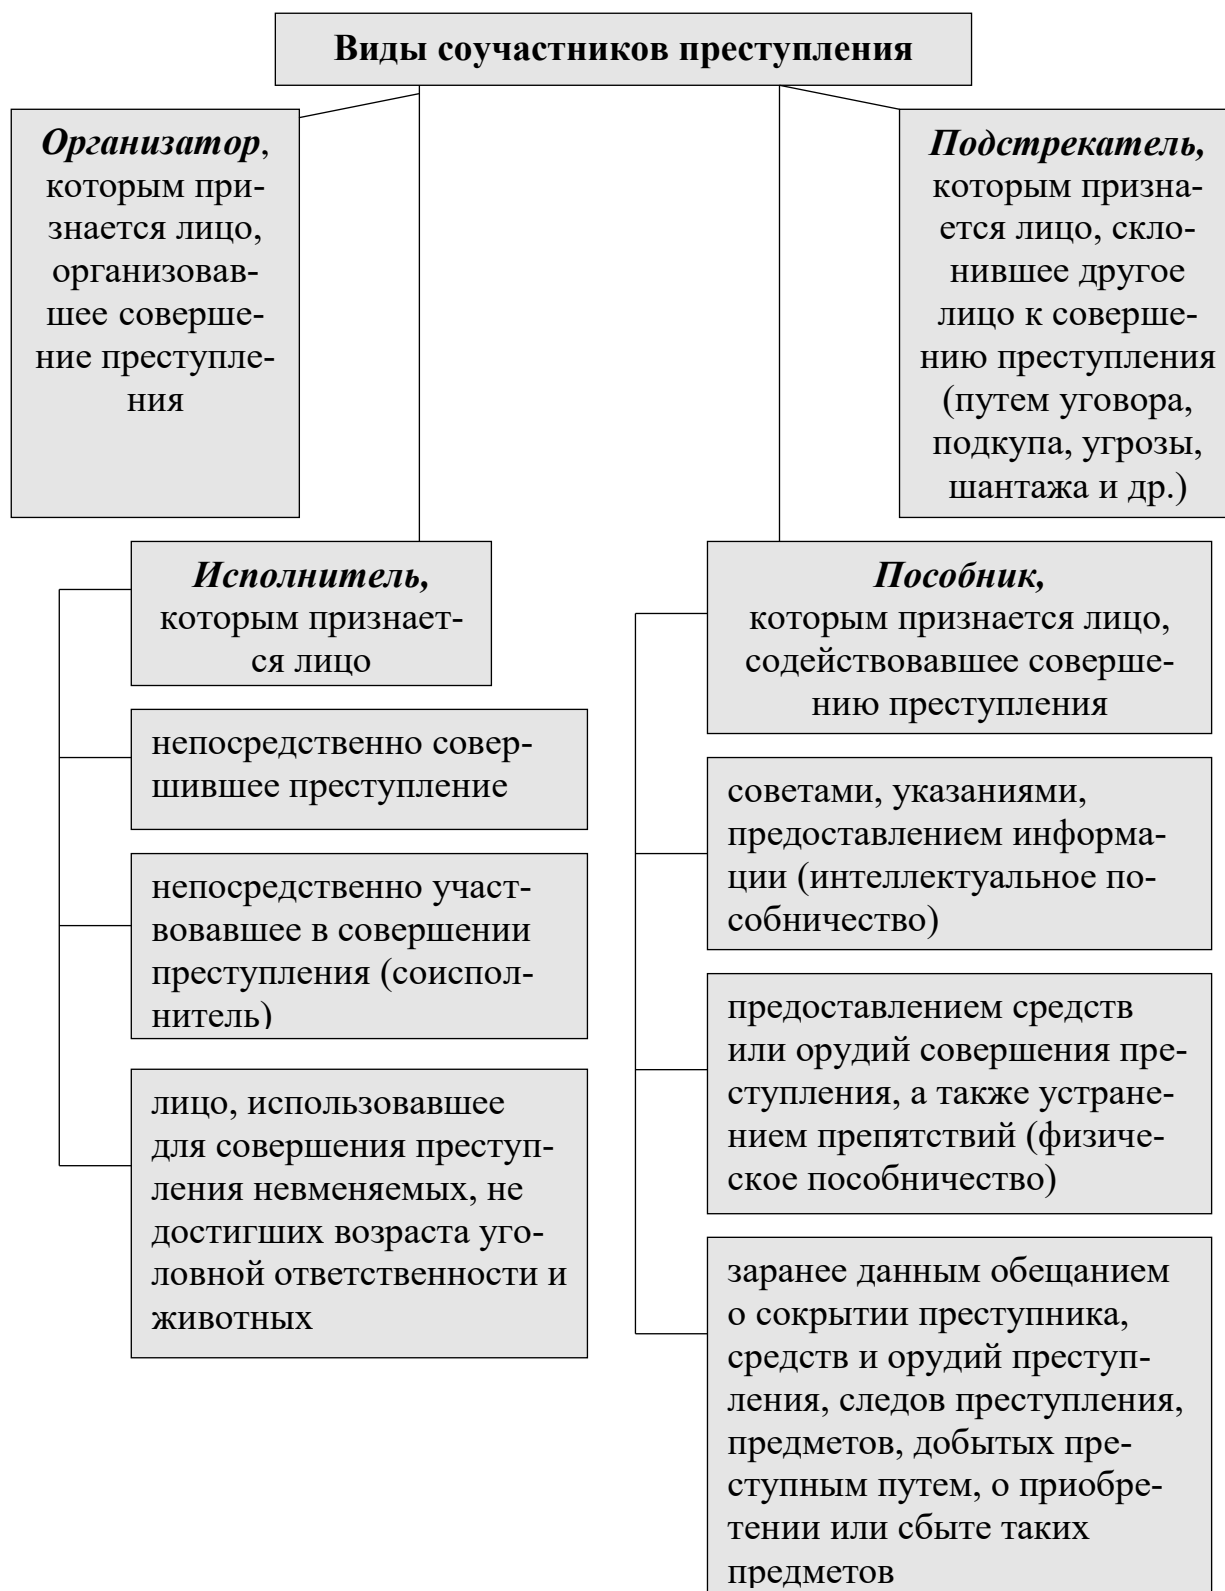 Виды соучастников преступления
Организатор,
которым при-
знается лицо,
организовав-
шее соверше-
ние преступле-
ния
Подстрекатель,
которым призна-
ется лицо, скло-
нившее другое
лицо к соверше-
нию преступления
(путем уговора,
подкупа, угрозы,
шантажа и др.)
Исполнитель,
которым признает-
ся лицо
непосредственно совер-
шившее преступление
непосредственно участ-
вовавшее в совершении
преступления (соиспол-
нитель)
лицо, использовавшее
для совершения преступ-
ления невменяемых, не
достигших возраста уго-
ловной ответственности и
животных
Пособник,
которым признается лицо,
содействовавшее соверше-
нию преступления
советами, указаниями,
предоставлением информа-
ции (интеллектуальное по-
собничество)
предоставлением средств
или орудий совершения пре-
ступления, а также устране-
нием препятствий (физиче-
ское пособничество)
заранее данным обещанием
о сокрытии преступника,
средств и орудий преступ-
ления, следов преступления,
предметов, добытых пре-
ступным путем, о приобре-
тении или сбыте таких
предметов